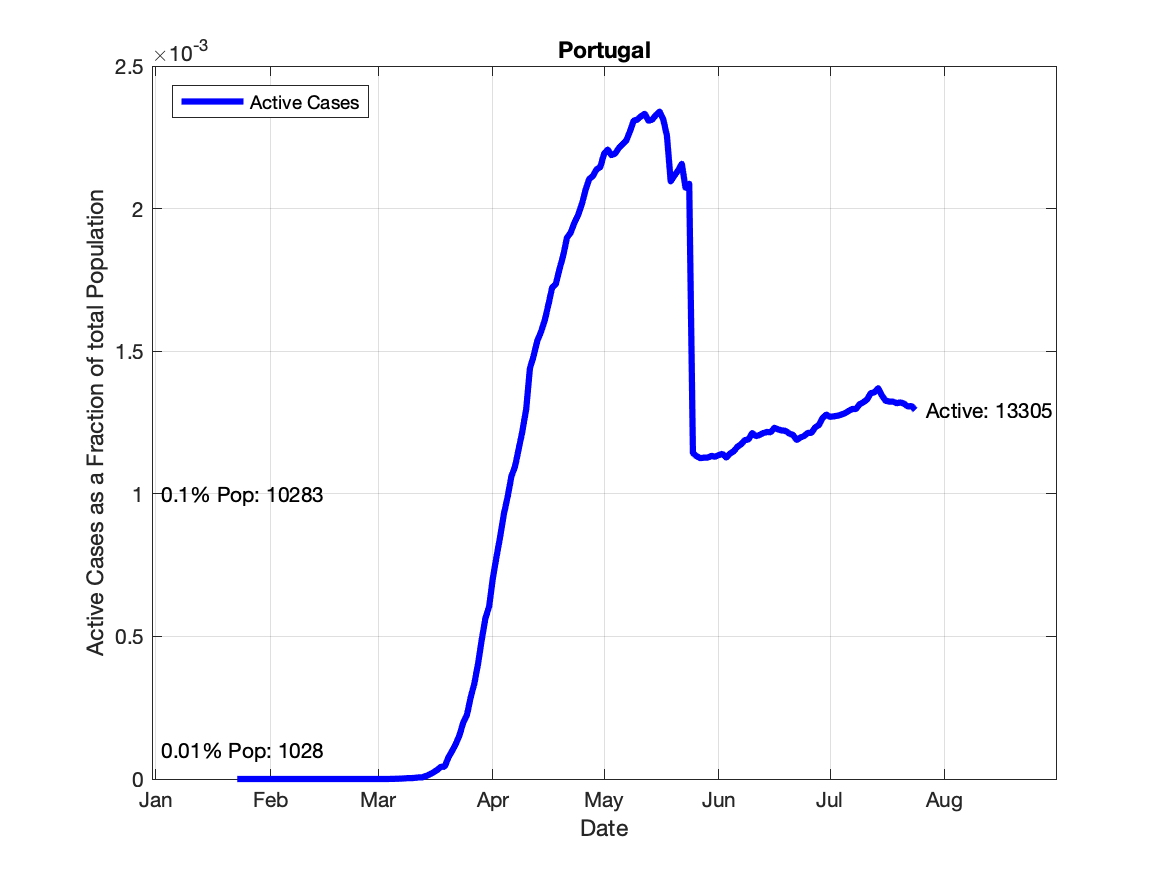 Portugal
×10⁻³
Active Cases
2.5
2
1.5
1
0.5
0
Active Cases as a Fraction of total Population
0.1% Pop: 10283
0.01% Pop: 1028
Active: 13305
Jan Feb Mar Apr May Jun Jul Aug
Date